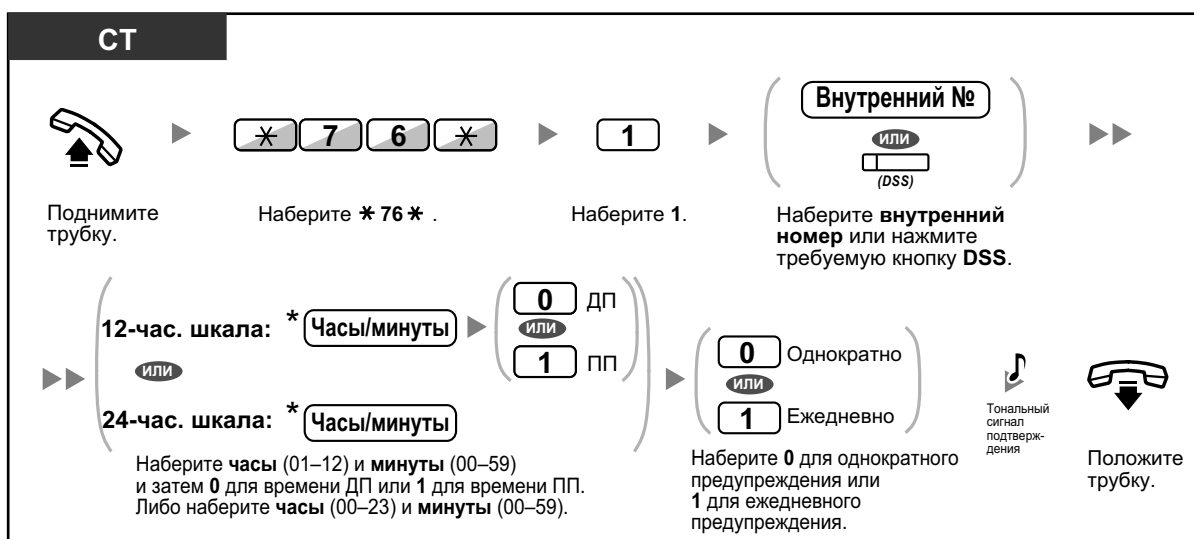 СТ
* 7 6 *
1
Внутренний №
или
(DSS)
Поднимите
трубку.
Наберите * 76 * .
Наберите 1.
Наберите внутренний
номер или нажмите
требуемую кнопку DSS.
12-час. шкала: * Часы/минуты
0 ДП
или
1 ПП
или
24-час. шкала: * Часы/минуты
Наберите часы (01–12) и минуты (00–59)
и затем 0 для времени ДП или 1 для времени ПП.
Либо наберите часы (00–23) и минуты (00–59).
0 Однократно
или
1 Ежедневно
Наберите 0 для однократного
предупреждения или
1 для ежедневного
предупреждения.
Тональный
сигнал
подтверж-
дения
Положите
трубку.